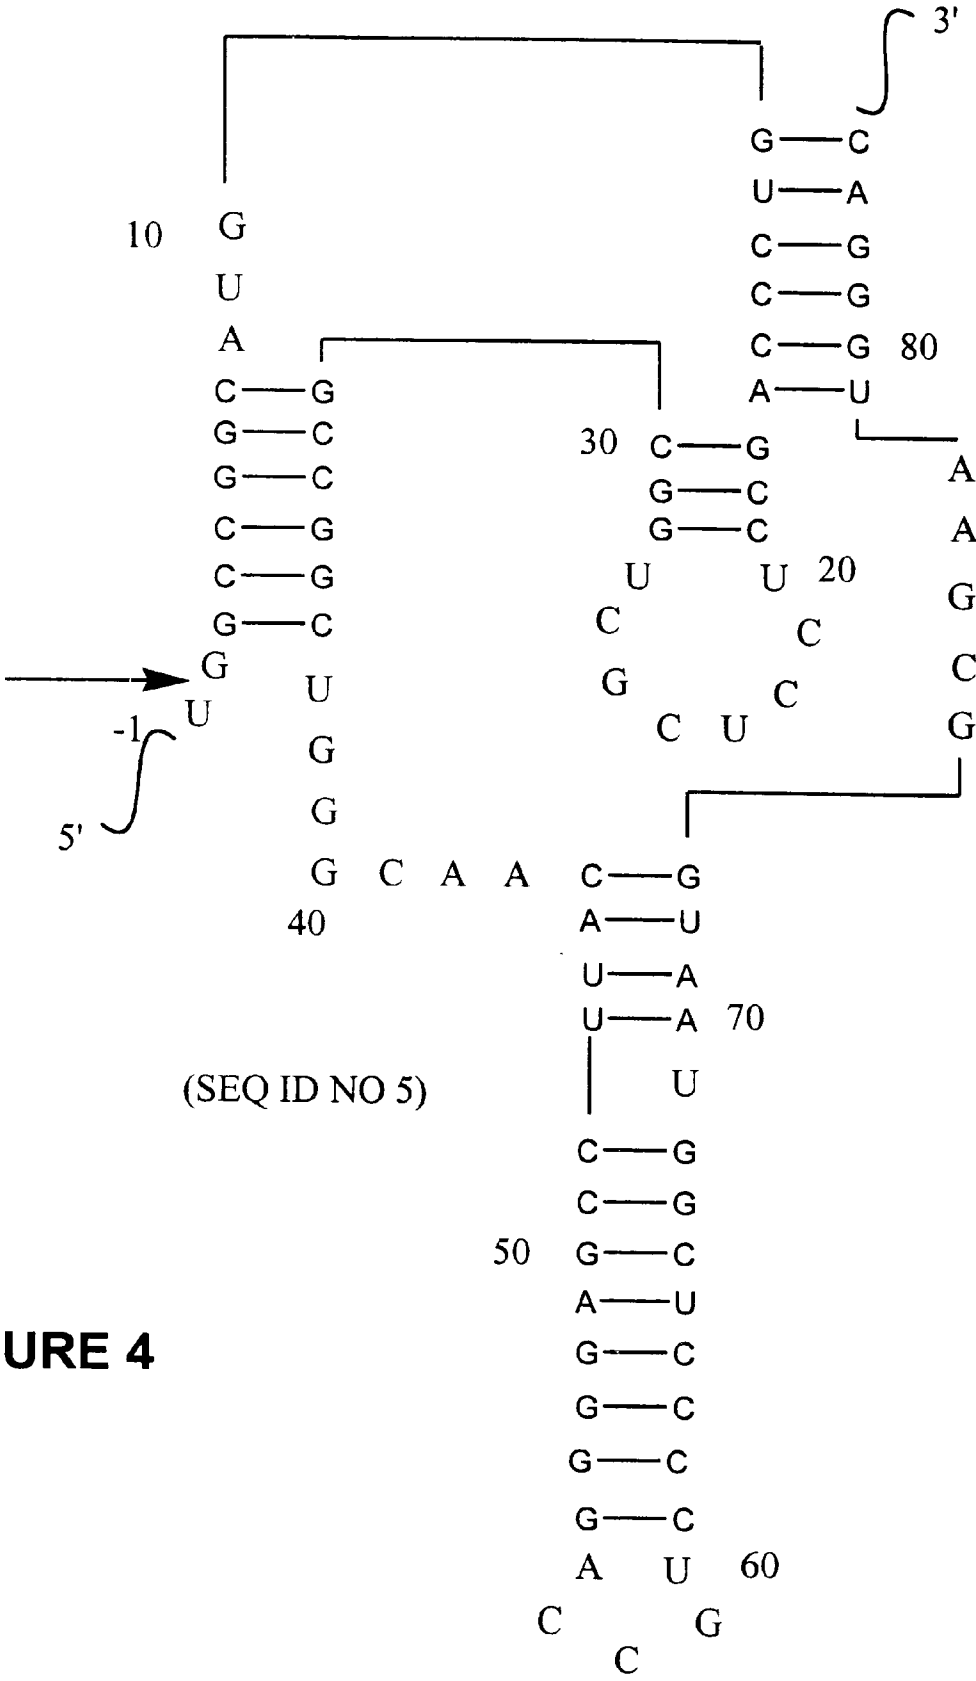 3'
G C
U A
10 G
C G
U
C G
A
C G 80
C G
A U
G C
30 C G
A
G C
G C
G C
A
C G
G C
U U 20
C G
G
C C
G C
C
G
G C
U
C U
G
-1 U
G
5'
G
G C A A C G
40
A U
U A
U A 70
(SEQ ID NO 5)
U
C G
C G
50 G C
A U
URE 4
G C
G C
G C
G C
A U 60
C G
C